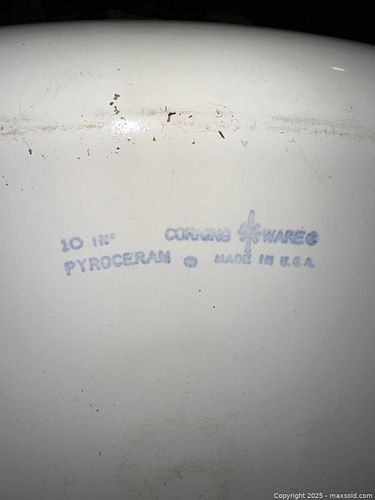 10 IN
CORNING WARE®
PYROCERAM ® MADE IN U.S.A.
Copyright 2025 - maxsold.com